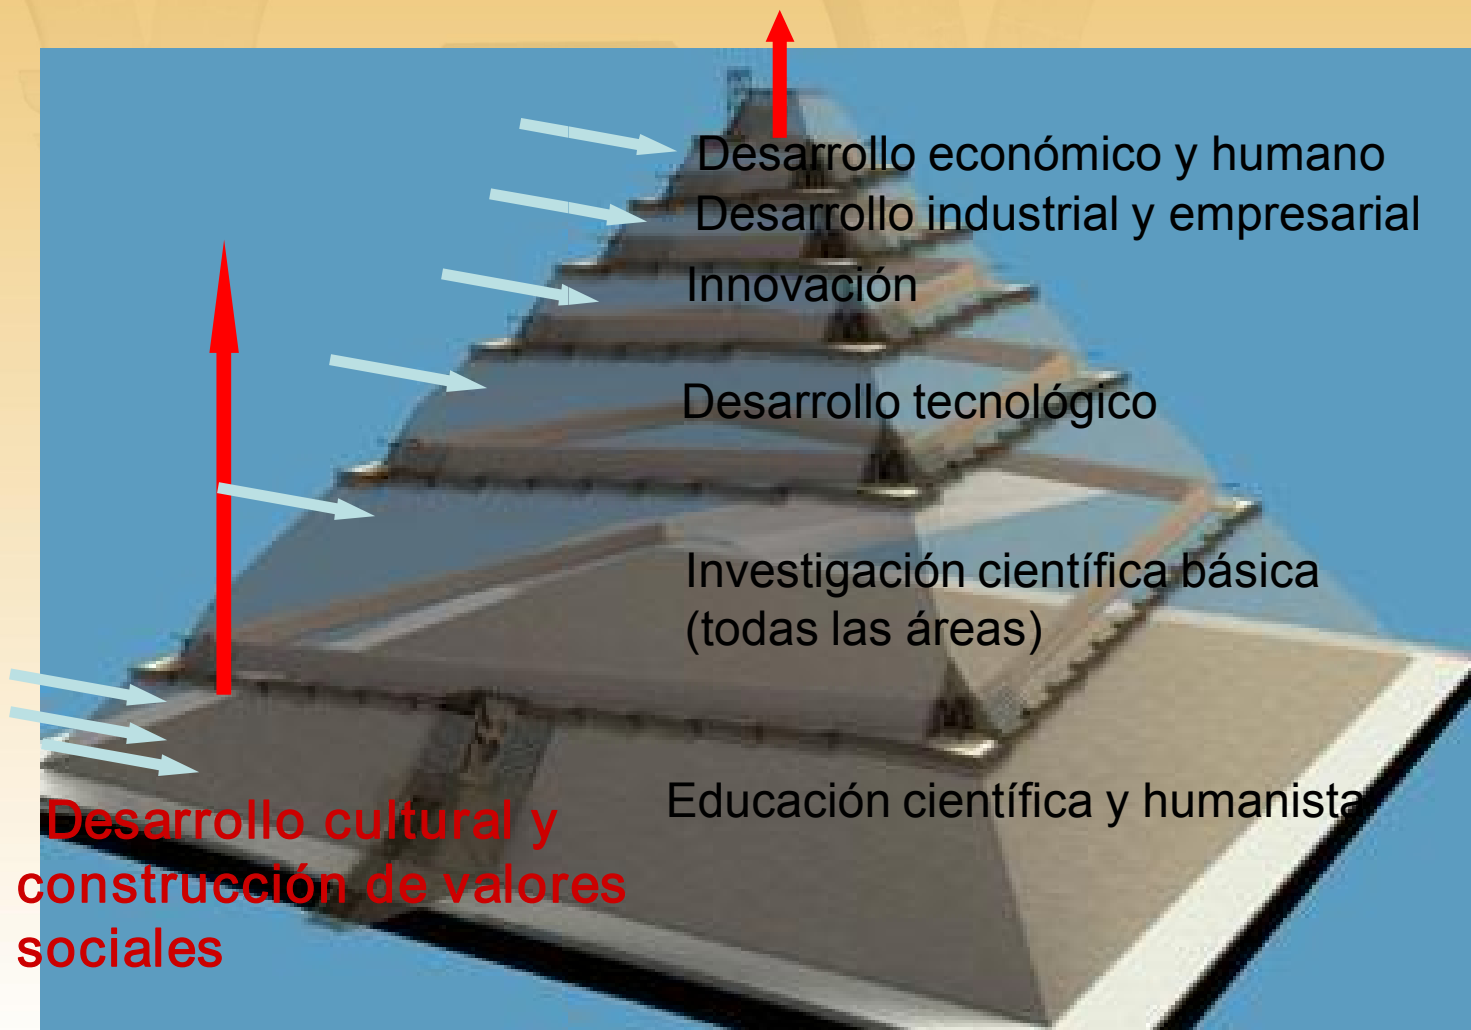 Desarrollo económico y humano
Desarrollo industrial y empresarial
Innovación
Desarrollo tecnológico
Investigación científica básica
(todas las áreas)
Educación científica y humanista
Desarrollo cultural y
construcción de valores
sociales